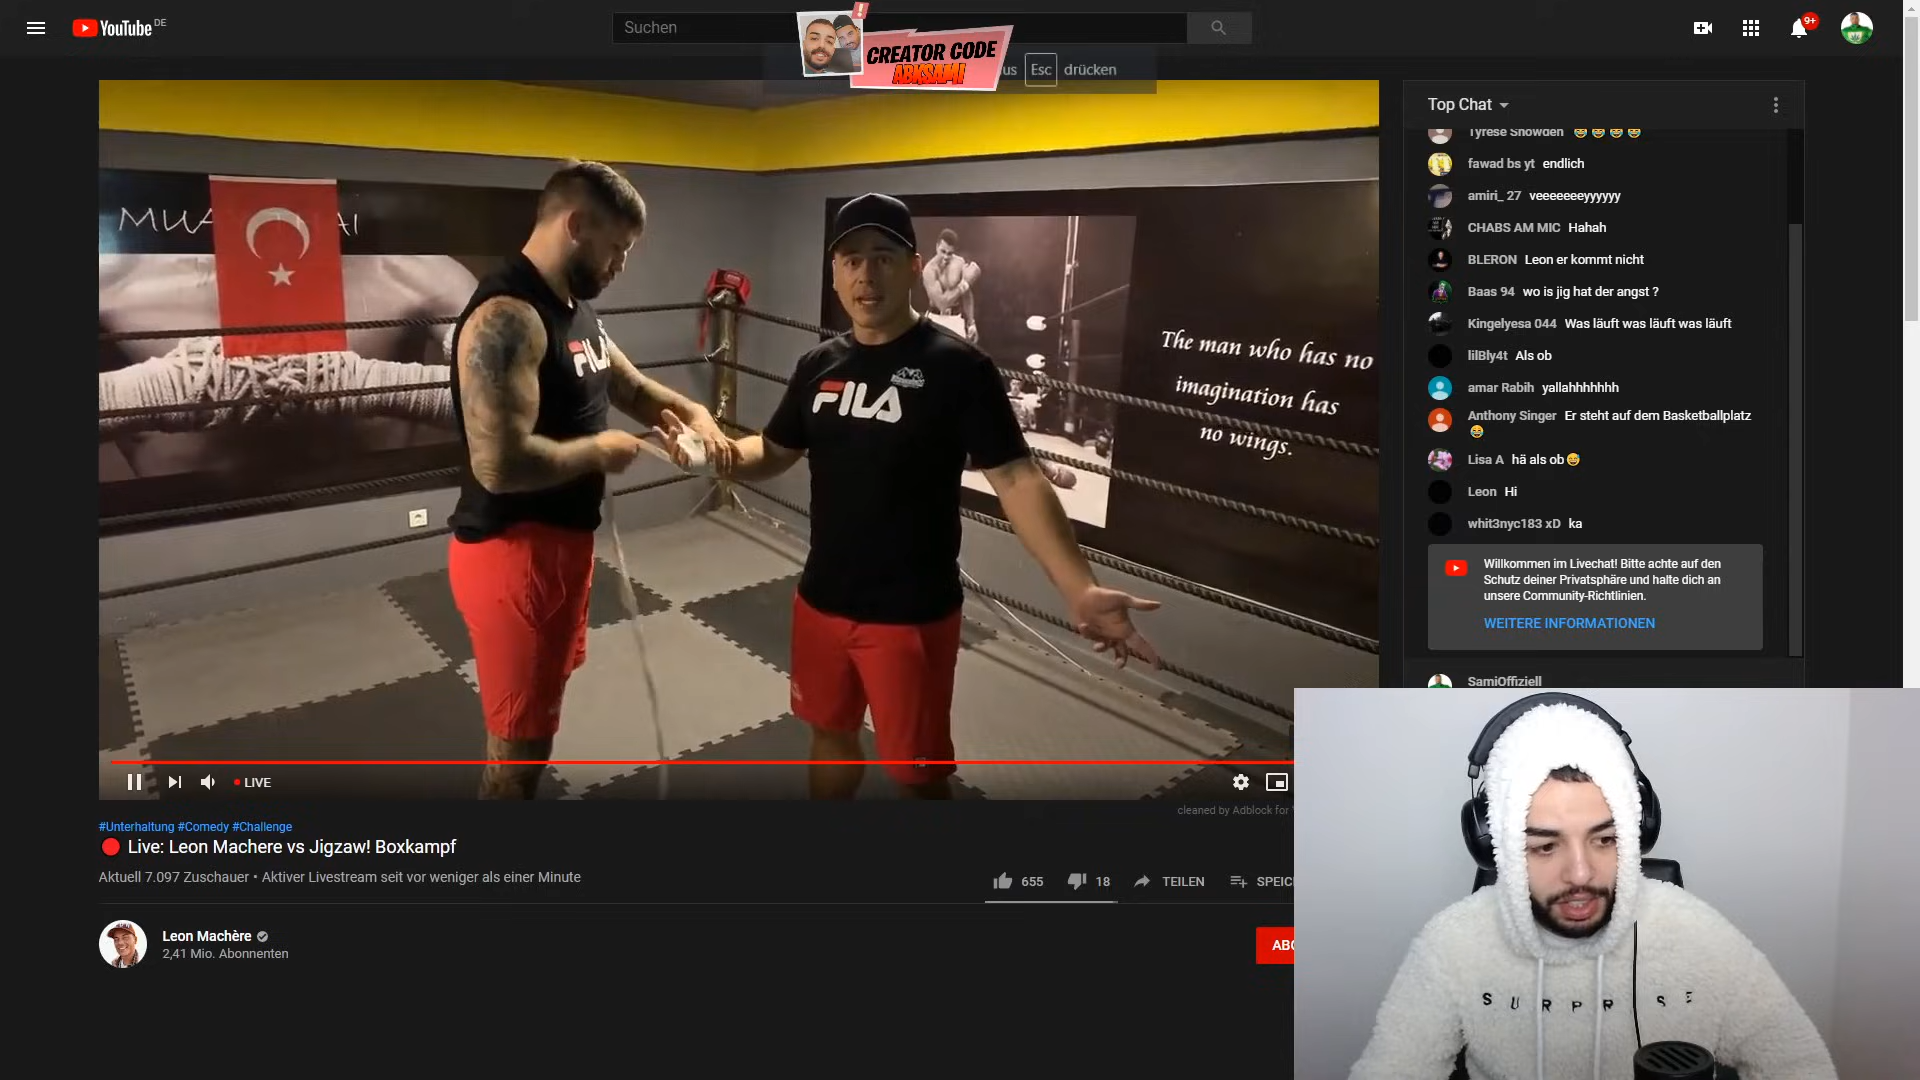 YouTube DE
Suchen
9+
CREATOR CODE
ABKSAMI
us Esc drücken
The man who has no
imagination has
no wings.
FILA
FILA
LIVE
cleaned by Adblock for
#Unterhaltung #Comedy #Challenge
Live: Leon Machere vs Jigzaw! Boxkampf
Aktuell 7.097 Zuschauer • Aktiver Livestream seit vor weniger als einer Minute
655
18
TEILEN
SPEIC
Leon Machère
2,41 Mio. Abonnenten
ABO
Top Chat
Tyrese Snowden 😂😂😂😂
fawad bs yt endlich
amiri_ 27 veeeeeeeyyyyyy
CHABS AM MIC Hahah
BLERON Leon er kommt nicht
Baas 94 wo is jig hat der angst ?
Kingelyesa 044 Was läuft was läuft was läuft
lilBly4t Als ob
amar Rabih yallahhhhhhh
Anthony Singer Er steht auf dem Basketballplatz
😂
Lisa A hä als ob😅
Leon Hi
whit3nyc183 xD ka
Willkommen im Livechat! Bitte achte auf den
Schutz deiner Privatsphäre und halte dich an
unsere Community-Richtlinien.
WEITERE INFORMATIONEN
SamiOffiziell
SURPRISE